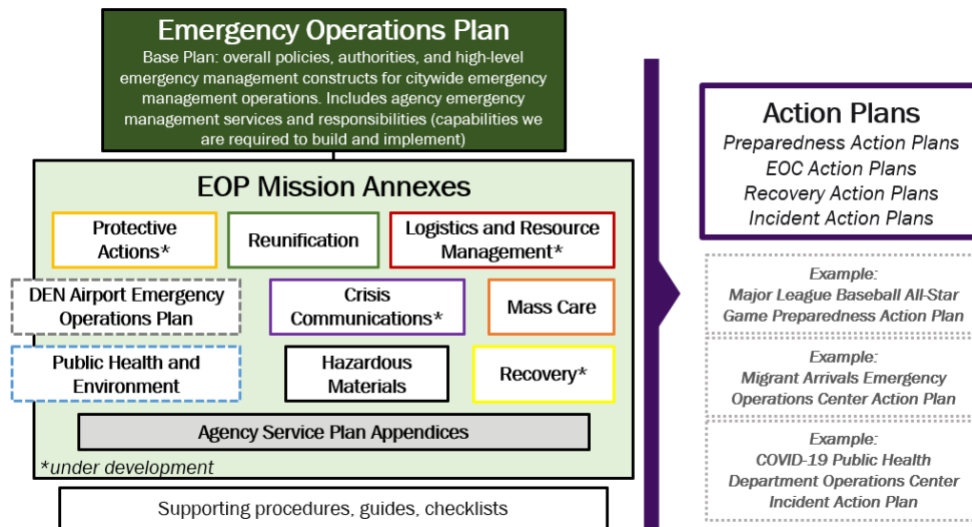 Emergency Operations Plan
Base Plan: overall policies, authorities, and high-level
emergency management constructs for citywide emergency
management operations. Includes agency emergency
management services and responsibilities (capabilities we
are required to build and implement)
EOP Mission Annexes
Protective
Actions*
Reunification
Logistics and Resource
Management*
DEN Airport Emergency
Operations Plan
Crisis
Communications*
Mass Care
Public Health and
Environment
Hazardous
Materials
Recovery*
Agency Service Plan Appendices
*under development
Supporting procedures, guides, checklists
Action Plans
Preparedness Action Plans
EOC Action Plans
Recovery Action Plans
Incident Action Plans
Example:
Major League Baseball All-Star
Game Preparedness Action Plan
Example:
Migrant Arrivals Emergency
Operations Center Action Plan
Example:
COVID-19 Public Health
Department Operations Center
Incident Action Plan